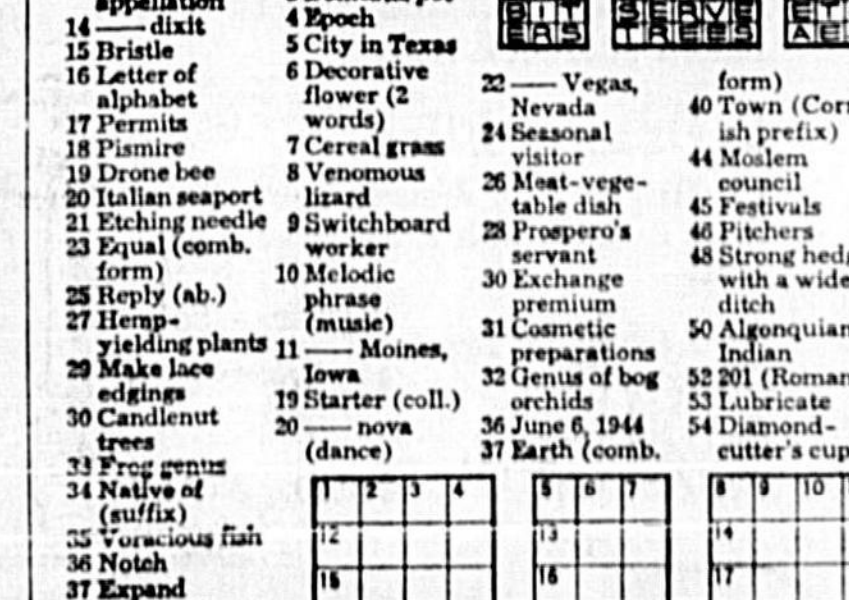 appellation
14 —— dixit
15 Bristle
16 Letter of
alphabet
17 Permits
18 Pismire
19 Drone bee
20 Italian seaport
21 Etching needle
23 Equal (comb.
form)
25 Reply (ab.)
27 Hemp-
yielding plants
29 Make lace
edgings
30 Candlenut
trees
33 Frog genus
34 Native of
(suffix)
35 Voracious fish
36 Notch
37 Expand
4 Epoch
5 City in Texas
6 Decorative
flower (2
words)
7 Cereal grass
8 Venomous
lizard
9 Switchboard
worker
10 Melodic
phrase
(music)
11 —— Moines,
Iowa
19 Starter (coll.)
20 —— nova
(dance)
BIT SERVE ET
ERS TREES AE
22 —— Vegas,
Nevada
24 Seasonal
visitor
26 Meat-vege-
table dish
28 Prospero's
servant
30 Exchange
premium
31 Cosmetic
preparations
32 Genus of bog
orchids
36 June 6, 1944
37 Earth (comb.
form)
40 Town (Corn
ish prefix)
44 Moslem
council
45 Festivals
46 Pitchers
48 Strong hedg
with a wide
ditch
50 Algonquian
Indian
52 201 (Roman
53 Lubricate
54 Diamond-
cutter's cup
1 2 3 4 5 6 7 8 9 10
12 13 14
15 16 17